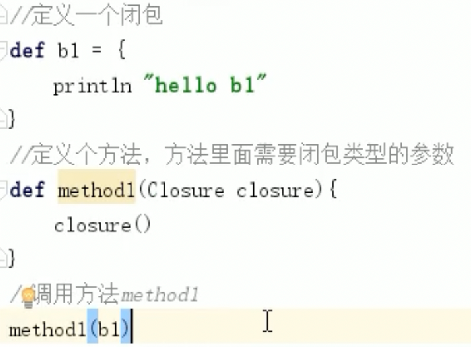 //定义一个闭包
def b1 = {
println "hello b1"
}
//定义个方法，方法里面需要闭包类型的参数
def method1(Closure closure){
closure()
}
//调用方法method1
method1(b1)